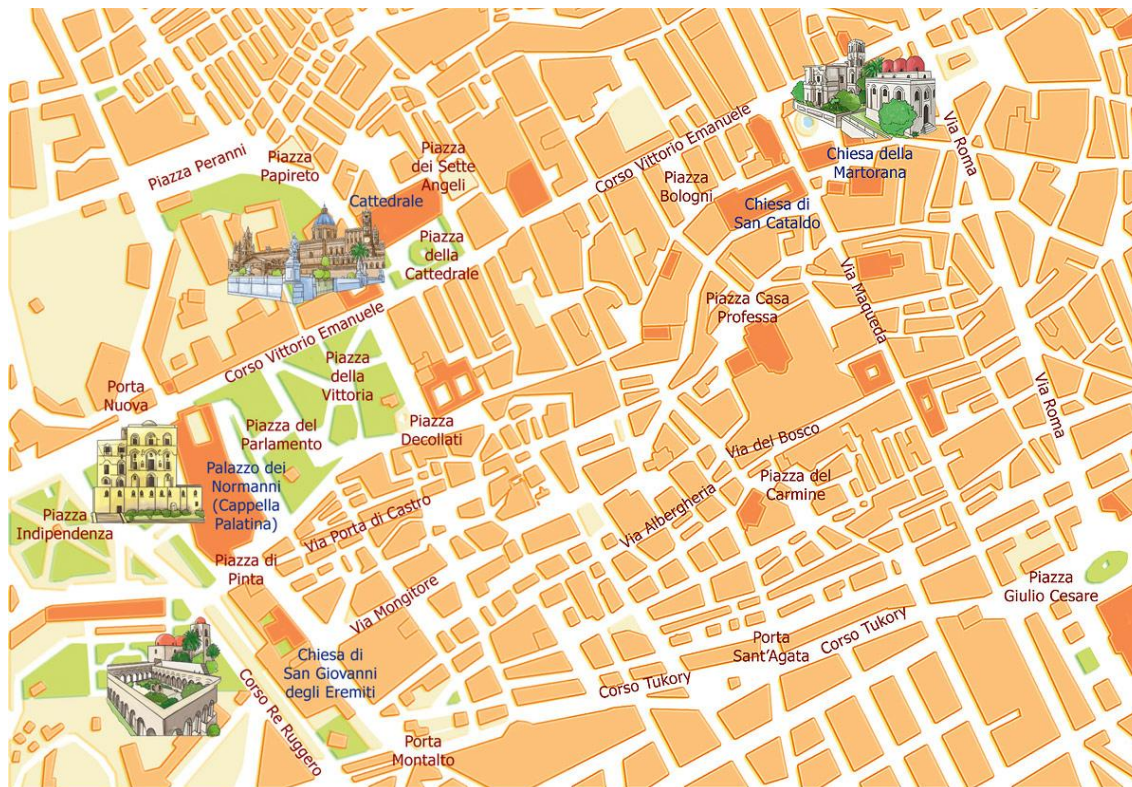 Piazza Peranni
Piazza
Papireto
Piazza
dei Sette
Angeli
Cattedrale
Piazza
della
Cattedrale
Corso Vittorio Emanuele
Piazza
Bologni
Chiesa della
Martorana
Via Roma
Chiesa di
San Cataldo
Via Maqueda
Piazza Casa
Professa
Corso Vittorio Emanuele
Piazza
della
Vittoria
Porta
Nuova
Piazza del
Parlamento
Piazza
Decollati
Via Roma
Palazzo dei
Normanni
(Cappella
Palatina)
Via del Bosco
Piazza del
Carmine
Piazza
Indipendenza
Via Porta di Castro
Via Albergheria
Piazza di
Pinta
Via Mongitore
Piazza
Giulio Cesare
Chiesa di
San Giovanni
degli Eremiti
Porta
Sant'Agata
Corso Tukory
Corso Tukory
Corso Re Ruggero
Porta
Montalto